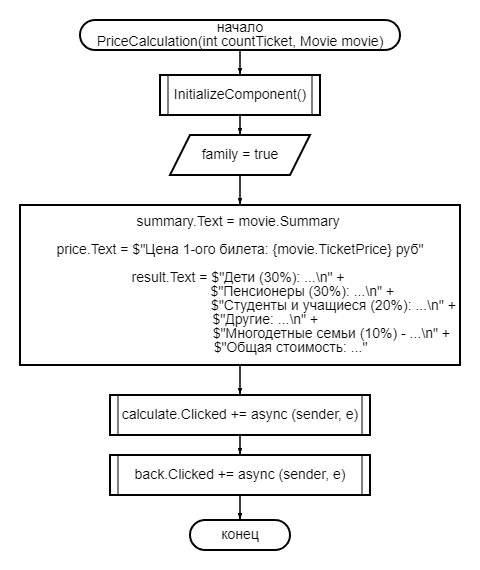 начало
PriceCalculation(int countTicket, Movie movie)
InitializeComponent()
family = true
summary.Text = movie.Summary
price.Text = $"Цена 1-ого билета: {movie.TicketPrice} руб"
result.Text = $"Дети (30%): ...\n" +
$"Пенсионеры (30%): ...\n" +
$"Студенты и учащиеся (20%): ...\n" +
$"Другие: ...\n" +
$"Многодетные семьи (10%) - ...\n" +
$"Общая стоимость: ..."
calculate.Clicked += async (sender, e)
back.Clicked += async (sender, e)
конец